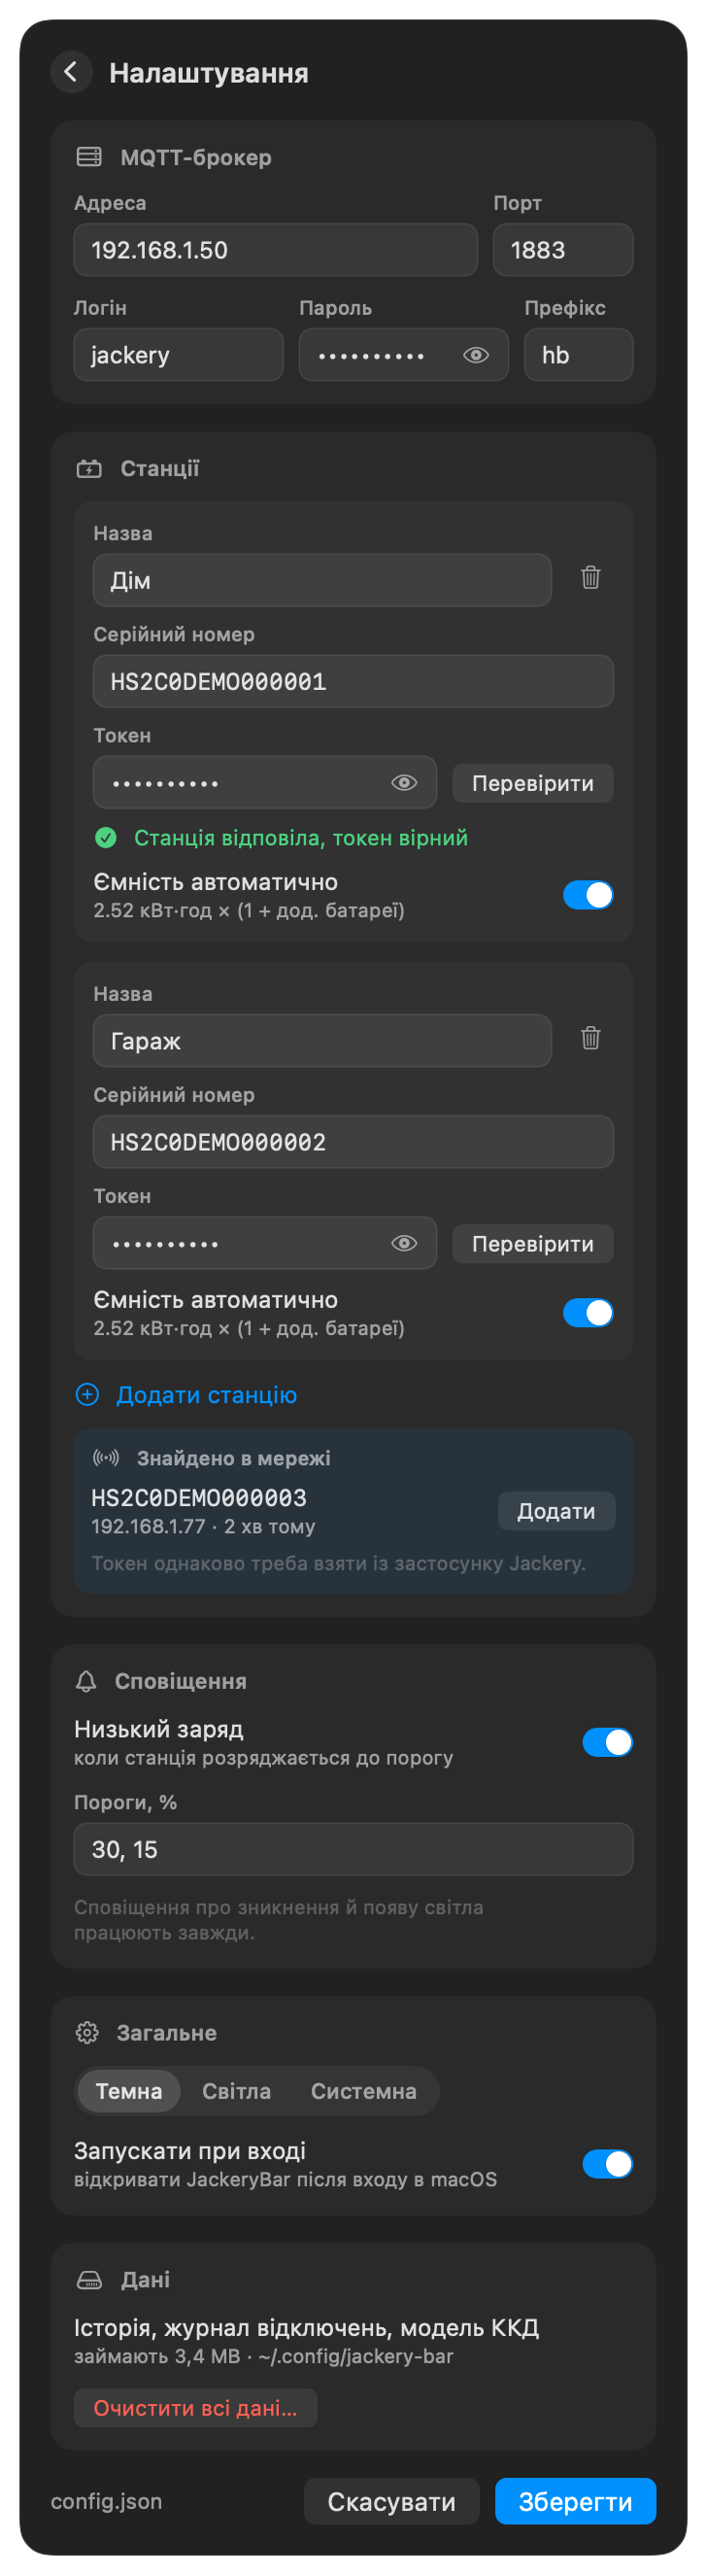 Налаштування
MQTT-брокер
Адреса Порт
192.168.1.50 1883
Логін Пароль Префікс
jackery •••••••••• hb
Станції
Назва
Дім
Серійний номер
HS2C0DEMO000001
Токен
•••••••••• Перевірити
Станція відповіла, токен вірний
Ємність автоматично
2.52 кВт·год × (1 + дод. батареї)
Назва
Гараж
Серійний номер
HS2C0DEMO000002
Токен
•••••••••• Перевірити
Ємність автоматично
2.52 кВт·год × (1 + дод. батареї)
Додати станцію
Знайдено в мережі
HS2C0DEMO000003
192.168.1.77 · 2 хв тому
Додати
Токен однаково треба взяти із застосунку Jackery.
Сповіщення
Низький заряд
коли станція розряджається до порогу
Пороги, %
30, 15
Сповіщення про зникнення й появу світла
працюють завжди.
Загальне
Темна Світла Системна
Запускати при вході
відкривати JackeryBar після входу в macOS
Дані
Історія, журнал відключень, модель ККД
займають 3,4 MB · ~/.config/jackery-bar
Очистити всі дані...
config.json Скасувати Зберегти